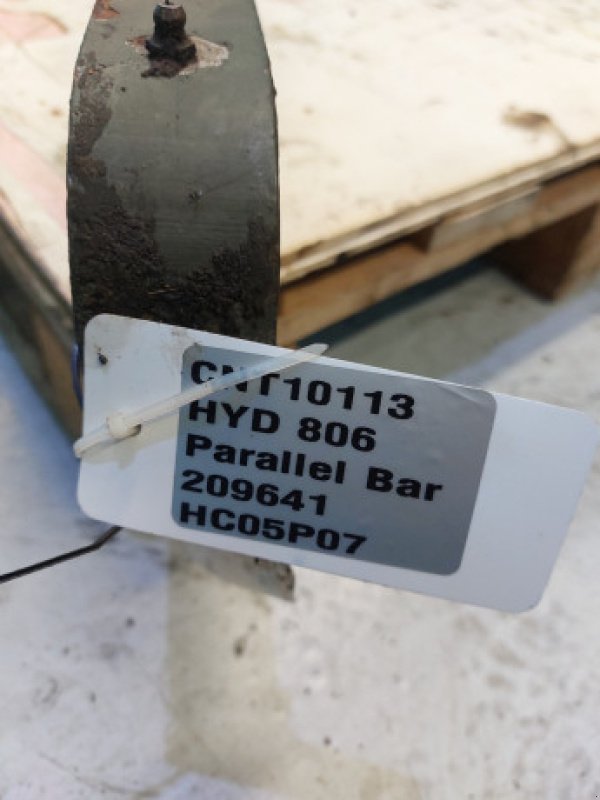 CNT10113
HYD 806
Parallel Bar
209641
HC05P07